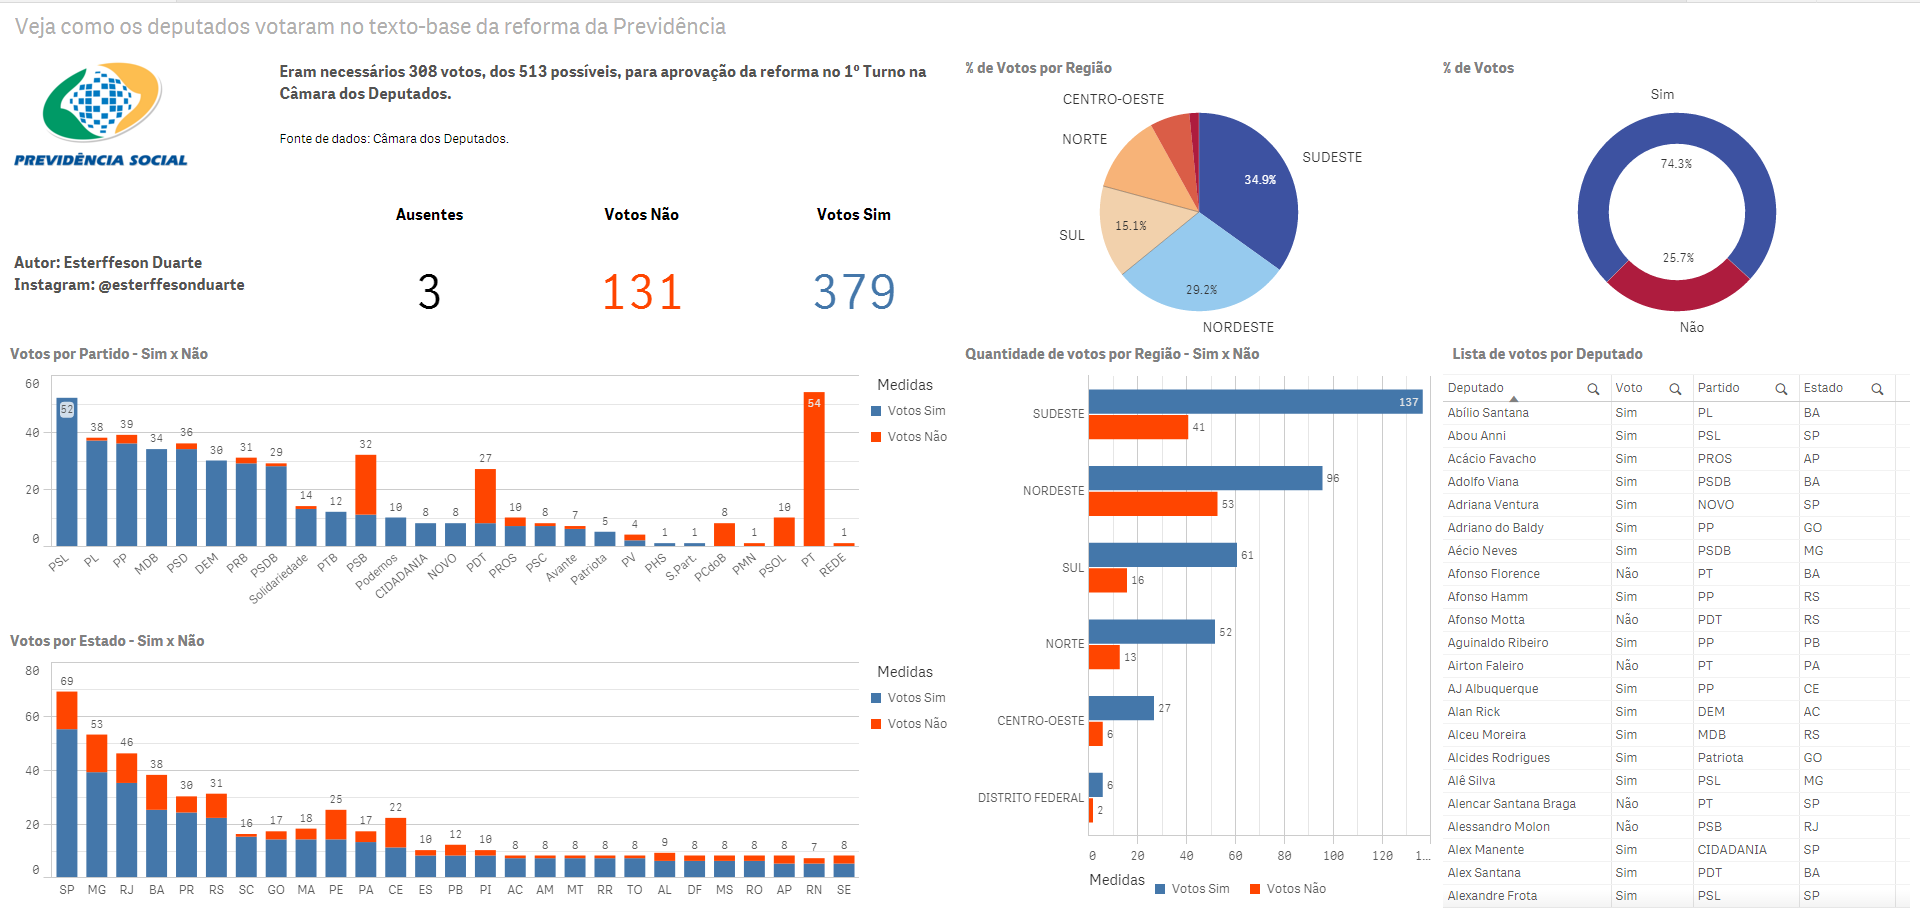 Veja como os deputados votaram no texto-base da reforma da Previdência
PREVIDÊNCIA SOCIAL
Eram necessários 308 votos, dos 513 possíveis, para aprovação da reforma no 1º Turno na
Câmara dos Deputados.
Fonte de dados: Câmara dos Deputados.
Autor: Esterffeson Duarte
Instagram: @esterffesonduarte
Ausentes
3
Votos Não
131
Votos Sim
379
% de Votos por Região
CENTRO-OESTE
NORTE
SUDESTE
34.9%
15.1%
SUL
29.2%
NORDESTE
% de Votos
Sim
74.3%
25.7%
Não
Votos por Partido - Sim x Não
60
40
20
0
52
38
39
34
36
30
31
29
14
12
32
10
8
8
27
10
8
7
5
4
1
1
8
1
10
54
1
PSL
PL
PP
MDB
PSD
DEM
PRB
PSDB
Solidariedade
PTB
PSB
Podemos
CIDADANIA
NOVO
PDT
PROS
PSC
Avante
Patriota
PV
PHS
S.Part.
PCdoB
PMN
PSOL
PT
REDE
Medidas
Votos Sim
Votos Não
Votos por Estado - Sim x Não
80
60
40
20
0
69
53
46
38
30
31
16
17
18
25
17
22
10
12
10
8
8
8
8
8
9
8
8
8
8
7
8
SP
MG
RJ
BA
PR
RS
SC
GO
MA
PE
PA
CE
ES
PB
PI
AC
AM
MT
RR
TO
AL
DF
MS
RO
AP
RN
SE
Medidas
Votos Sim
Votos Não
Quantidade de votos por Região - Sim x Não
SUDESTE
137
41
NORDESTE
96
53
SUL
61
16
NORTE
52
13
CENTRO-OESTE
27
6
DISTRITO FEDERAL
6
2
0 20 40 60 80 100 120 1...
Medidas Votos Sim Votos Não
Lista de votos por Deputado
Deputado Voto Partido Estado
Abílio Santana Sim PL BA
Abou Anni Sim PSL SP
Acácio Favacho Sim PROS AP
Adolfo Viana Sim PSDB BA
Adriana Ventura Sim NOVO SP
Adriano do Baldy Sim PP GO
Aécio Neves Sim PSDB MG
Afonso Florence Não PT BA
Afonso Hamm Sim PP RS
Afonso Motta Não PDT RS
Aguinaldo Ribeiro Sim PP PB
Airton Faleiro Não PT PA
AJ Albuquerque Sim PP CE
Alan Rick Sim DEM AC
Alceu Moreira Sim MDB RS
Alcides Rodrigues Sim Patriota GO
Alê Silva Sim PSL MG
Alencar Santana Braga Não PT SP
Alessandro Molon Não PSB RJ
Alex Manente Sim CIDADANIA SP
Alex Santana Sim PDT BA
Alexandre Frota Sim PSL SP